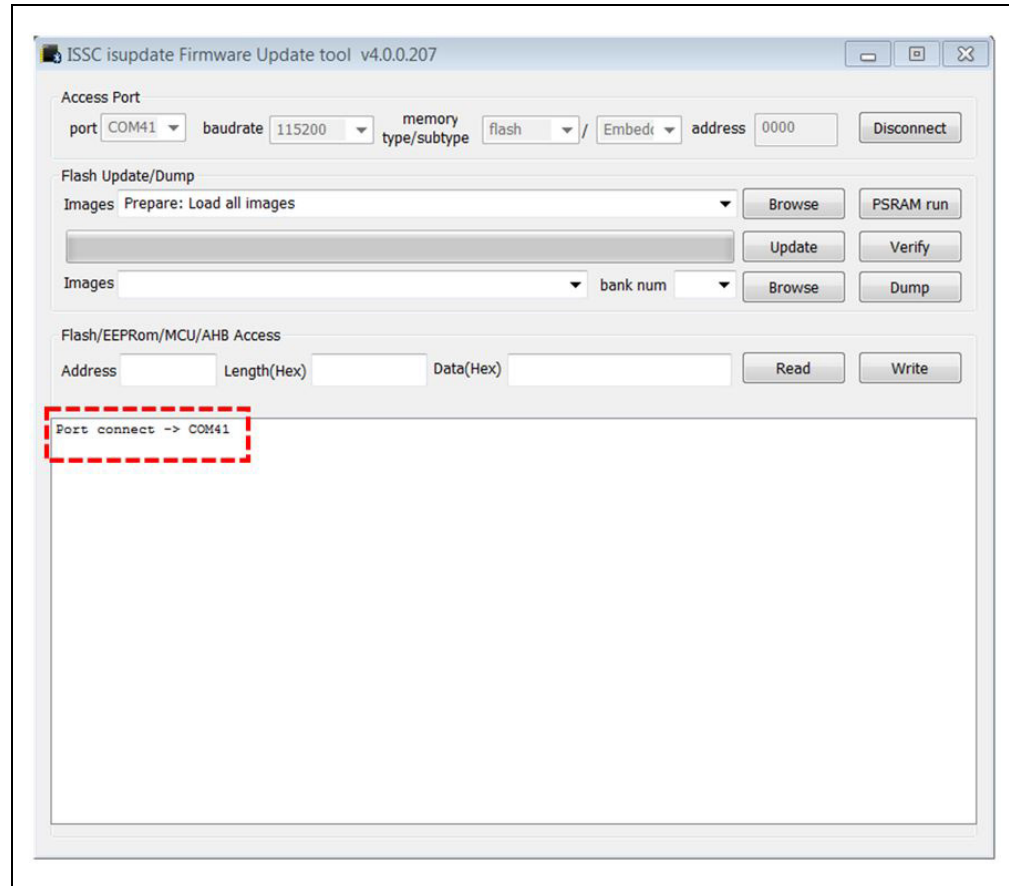 ISSC isupdate Firmware Update tool v4.0.0.207
Access Port
port COM41 baudrate 115200 memory type/subtype flash / Embedc address 0000 Disconnect
Flash Update/Dump
Images Prepare: Load all images Browse PSRAM run
Update Verify
Images bank num Browse Dump
Flash/EEPRom/MCU/AHB Access
Address Length(Hex) Data(Hex) Read Write
Port connect -> COM41